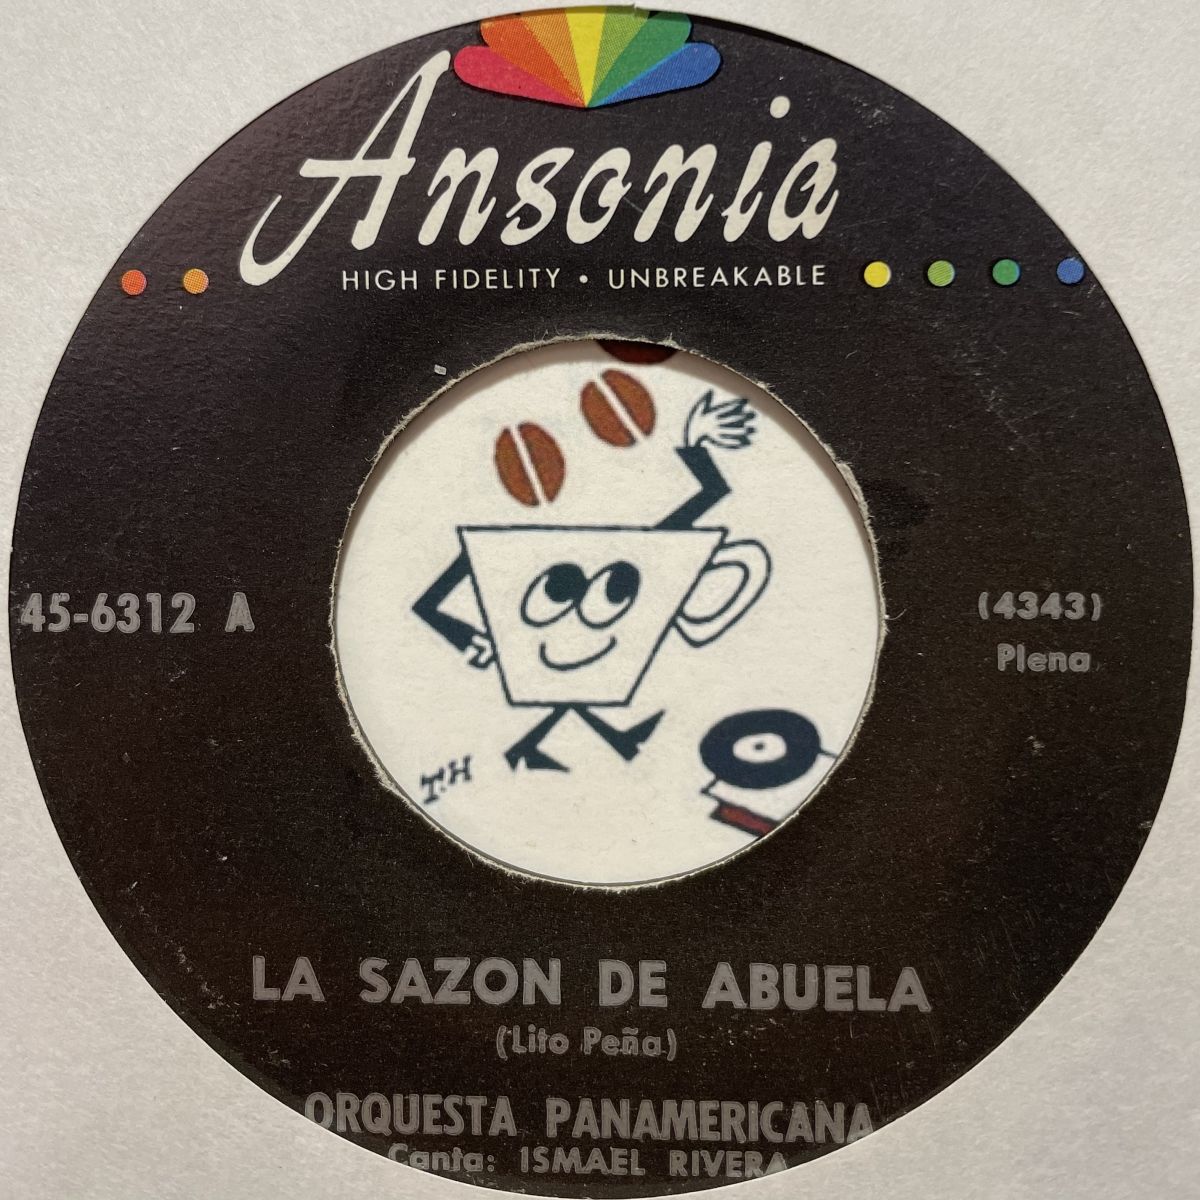 Ansonia
HIGH FIDELITY • UNBREAKABLE
45-6312 A
(4343)
Plena
T.H
LA SAZON DE ABUELA
(Lito Peña)
ORQUESTA PANAMERICANA
Canta: ISMAEL RIVERA